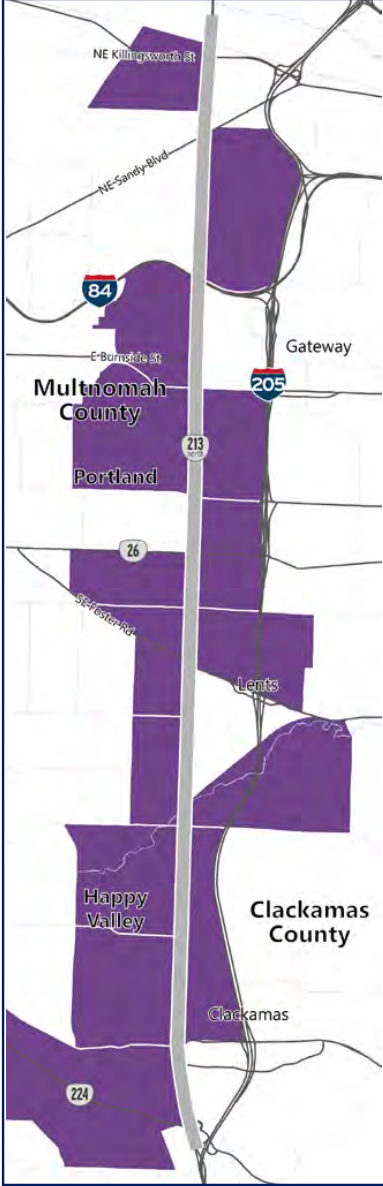 NE Killingsworth St
NE Sandy Blvd
84
Gateway
E Burnside St
205
Multnomah
County
213
Portland
26
SE Foster Rd
Lents
Happy
Valley
Clackamas
County
Clackamas
224